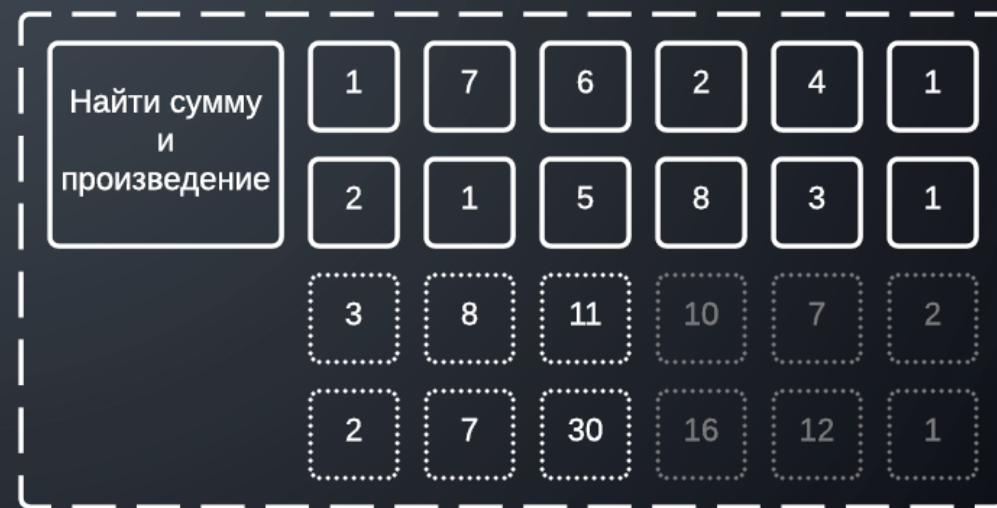 Найти сумму
и
произведение
1 7 6 2 4 1
2 1 5 8 3 1
3 8 11 10 7 2
2 7 30 16 12 1